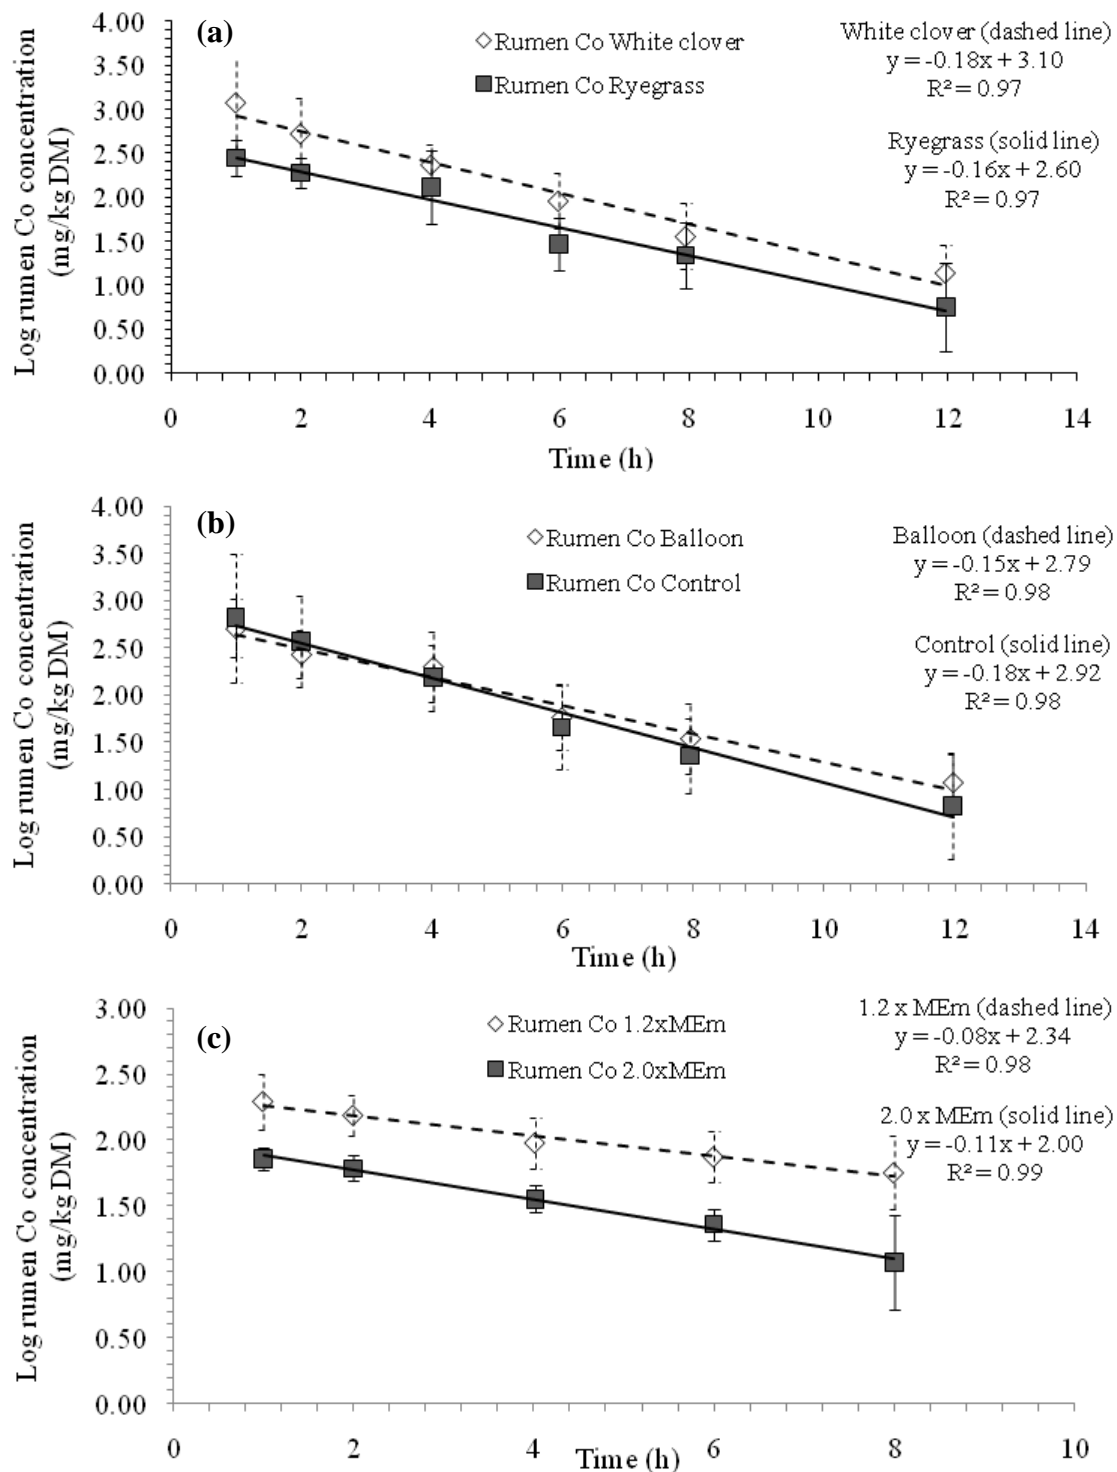 (a)
Rumen Co White clover
Rumen Co Ryegrass
White clover (dashed line)
y = -0.18x + 3.10
R² = 0.97
Ryegrass (solid line)
y = -0.16x + 2.60
R² = 0.97
Log rumen Co concentration
(mg/kg DM)
4.00
3.50
3.00
2.50
2.00
1.50
1.00
0.50
0.00
0 2 4 6 8 10 12 14
Time (h)
(b)
Rumen Co Balloon
Rumen Co Control
Balloon (dashed line)
y = -0.15x + 2.79
R² = 0.98
Control (solid line)
y = -0.18x + 2.92
R² = 0.98
Log rumen Co concentration
(mg/kg DM)
4.00
3.50
3.00
2.50
2.00
1.50
1.00
0.50
0.00
0 2 4 6 8 10 12 14
Time (h)
(c)
Rumen Co 1.2xMEm
Rumen Co 2.0xMEm
1.2 x MEm (dashed line)
y = -0.08x + 2.34
R² = 0.98
2.0 x MEm (solid line)
y = -0.11x + 2.00
R² = 0.99
Log rumen Co concentration
(mg/kg DM)
3.00
2.50
2.00
1.50
1.00
0.50
0.00
0 2 4 6 8 10
Time (h)